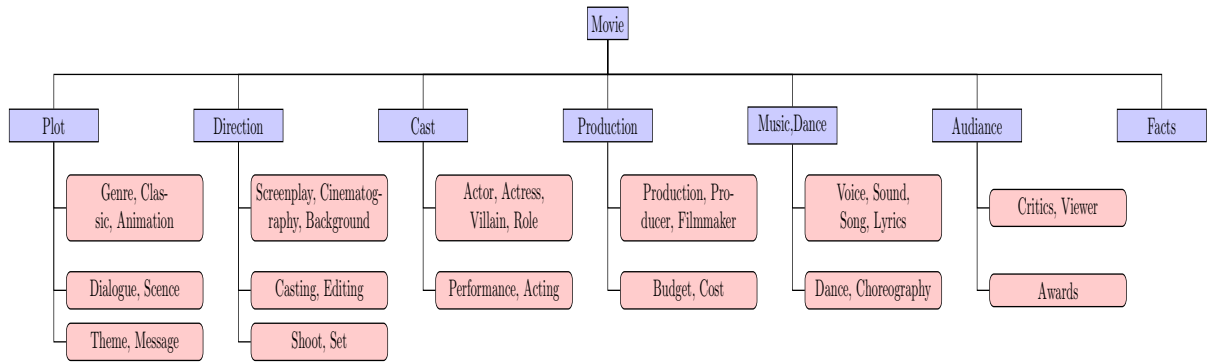 Movie
Plot
Direction
Cast
Production
Music,Dance
Audiance
Facts
Genre, Clas-
sic, Animation
Dialogue, Scence
Theme, Message
Screenplay, Cinematog-
raphy, Background
Casting, Editing
Shoot, Set
Actor, Actress,
Villain, Role
Performance, Acting
Production, Pro-
ducer, Filmmaker
Budget, Cost
Voice, Sound,
Song, Lyrics
Dance, Choreography
Critics, Viewer
Awards